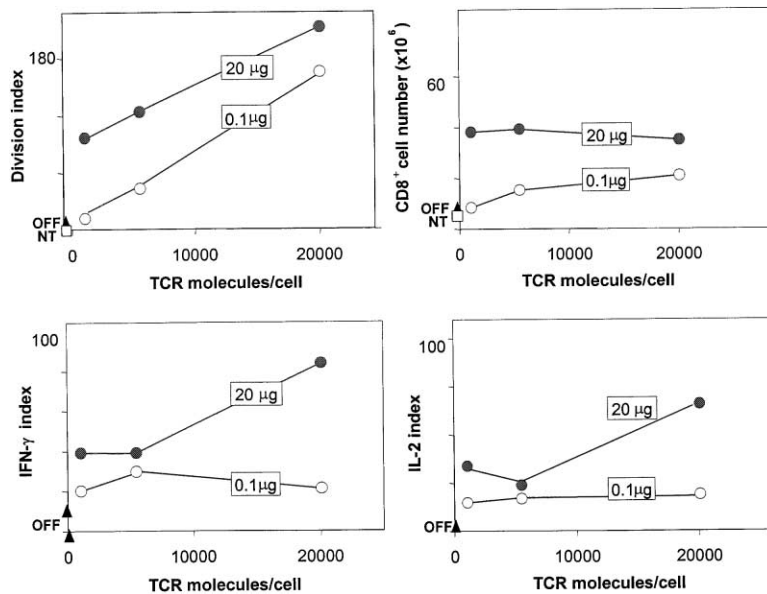 Division index
180
20 µg
0.1µg
OFF
NT
0 10000 20000
TCR molecules/cell
CD8⁺ cell number (x10⁶)
60
20 µg
0.1µg
OFF
NT
0 10000 20000
TCR molecules/cell
IFN-γ index
100
20 µg
0.1µg
OFF
0 10000 20000
TCR molecules/cell
IL-2 index
100
20 µg
0.1µg
OFF
0 10000 20000
TCR molecules/cell